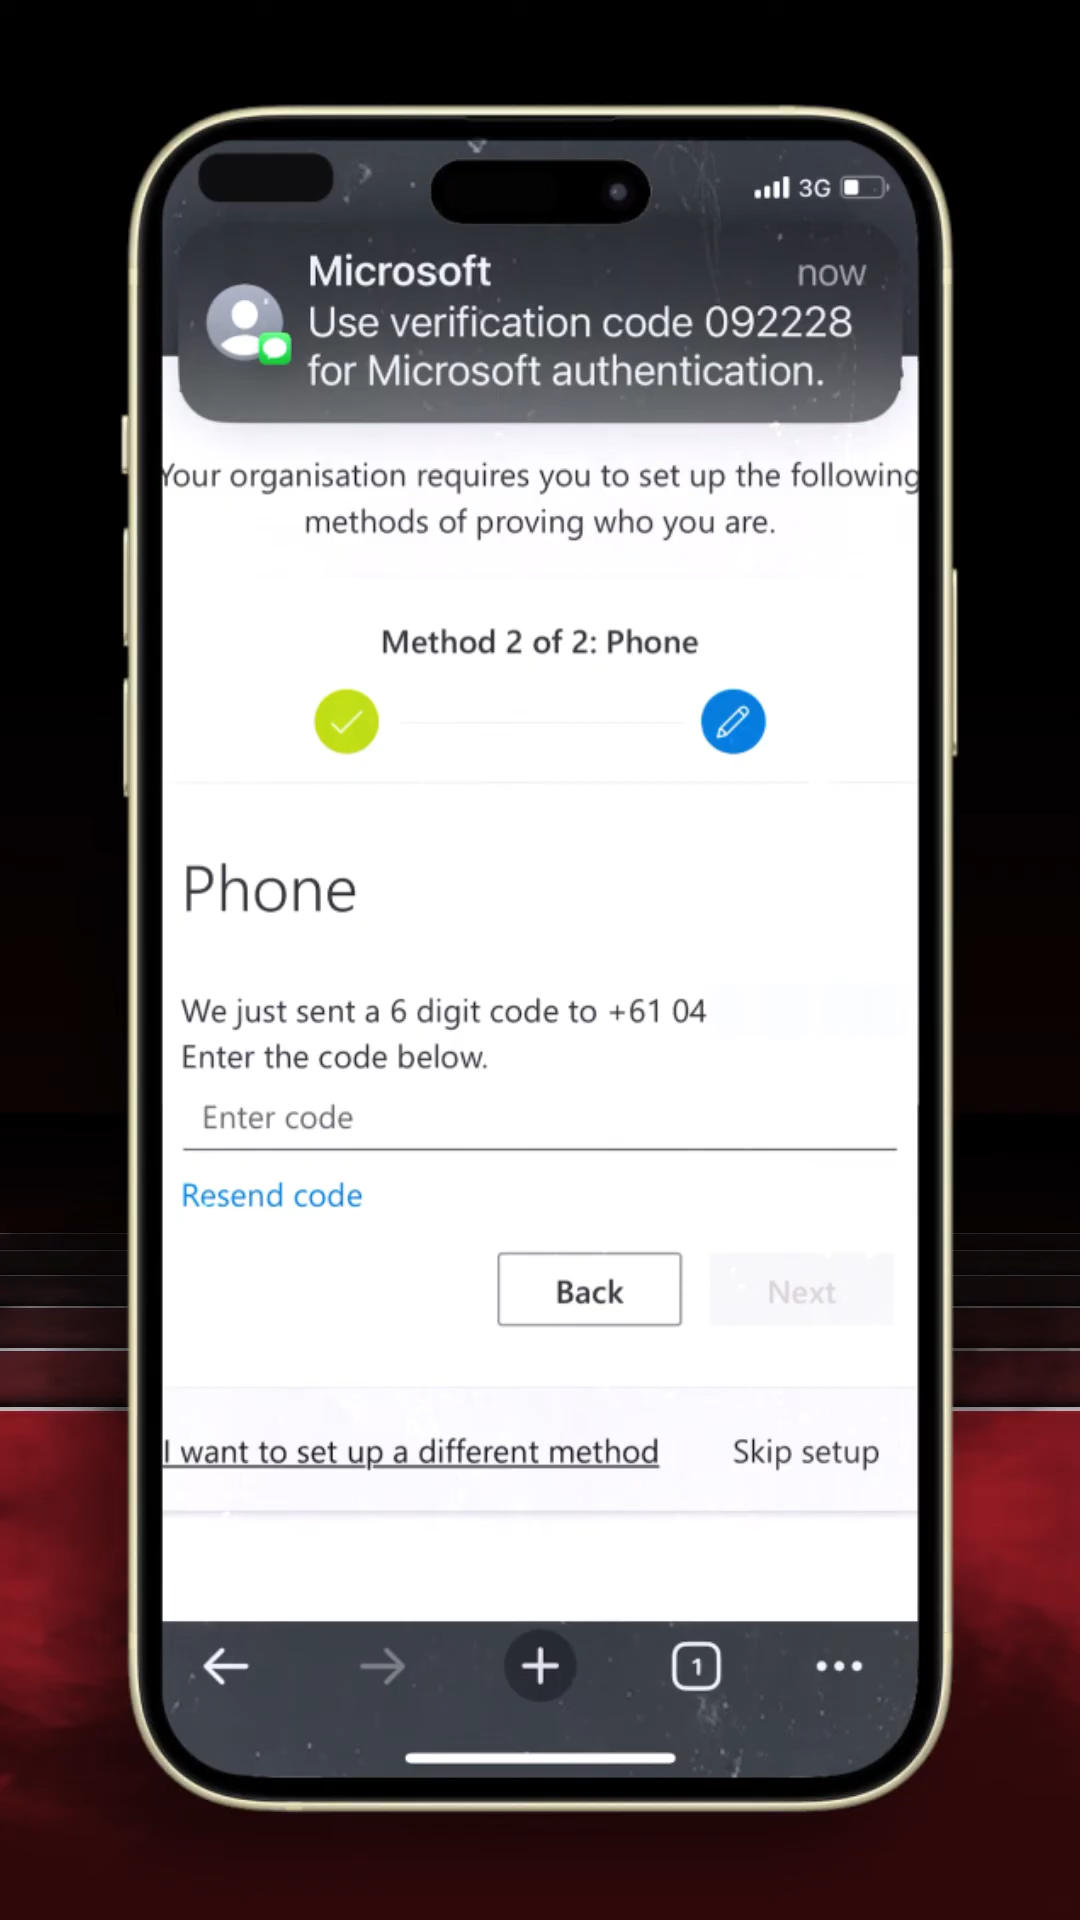 3G
Microsoft
now
Use verification code 092228
for Microsoft authentication.
Your organisation requires you to set up the following
methods of proving who you are.
Method 2 of 2: Phone
Phone
We just sent a 6 digit code to +61 04
Enter the code below.
Enter code
Resend code
Back
Next
I want to set up a different method
Skip setup
1